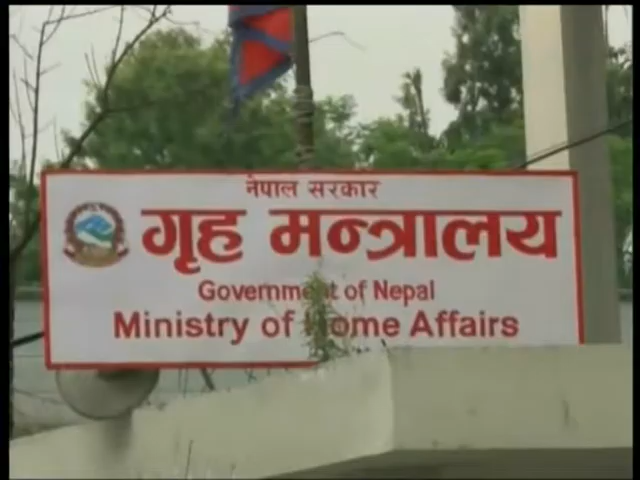 नेपाल सरकार
गृह मन्त्रालय
Government of Nepal
Ministry of Home Affairs